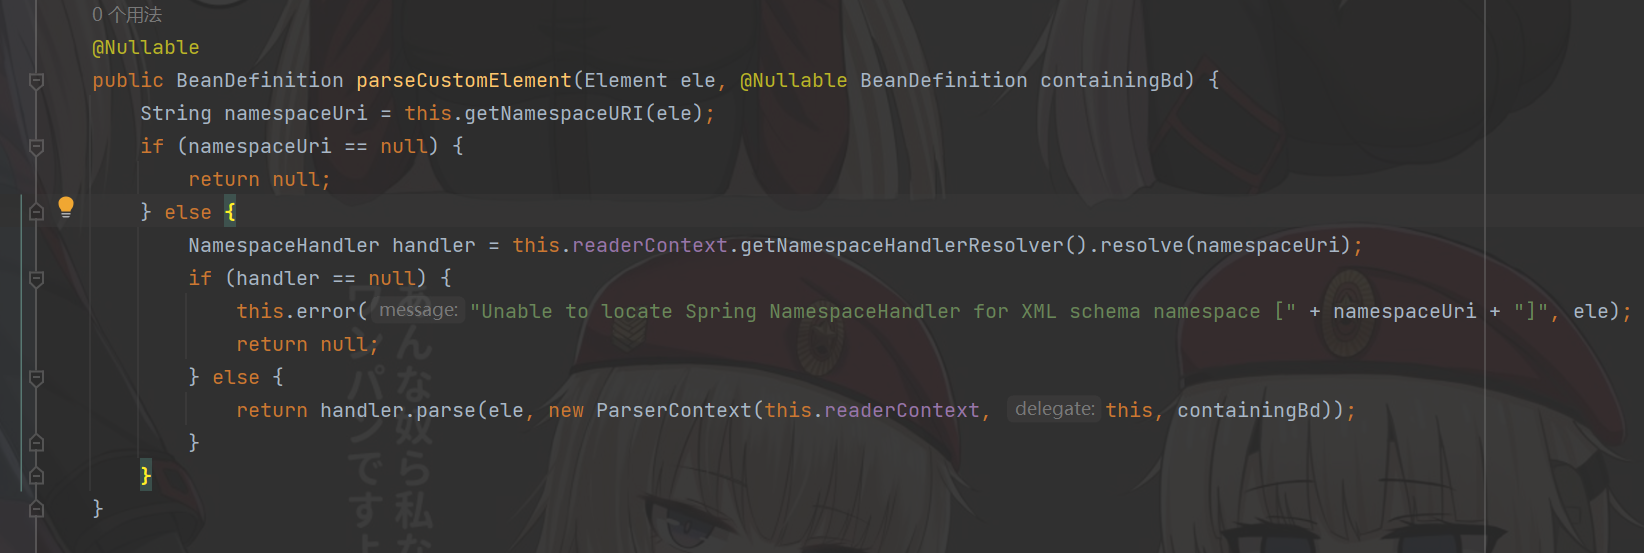 0 个用法
@Nullable
public BeanDefinition parseCustomElement(Element ele, @Nullable BeanDefinition containingBd) {
String namespaceUri = this.getNamespaceURI(ele);
if (namespaceUri == null) {
return null;
} else {
NamespaceHandler handler = this.readerContext.getNamespaceHandlerResolver().resolve(namespaceUri);
if (handler == null) {
this.error( message: "Unable to locate Spring NamespaceHandler for XML schema namespace [" + namespaceUri + "]", ele);
return null;
} else {
return handler.parse(ele, new ParserContext(this.readerContext, delegate: this, containingBd));
}
}
}